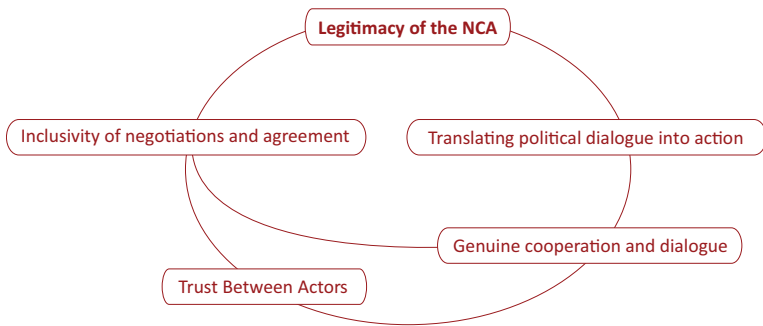 Legitimacy of the NCA
Inclusivity of negotiations and agreement
Translating political dialogue into action
Genuine cooperation and dialogue
Trust Between Actors